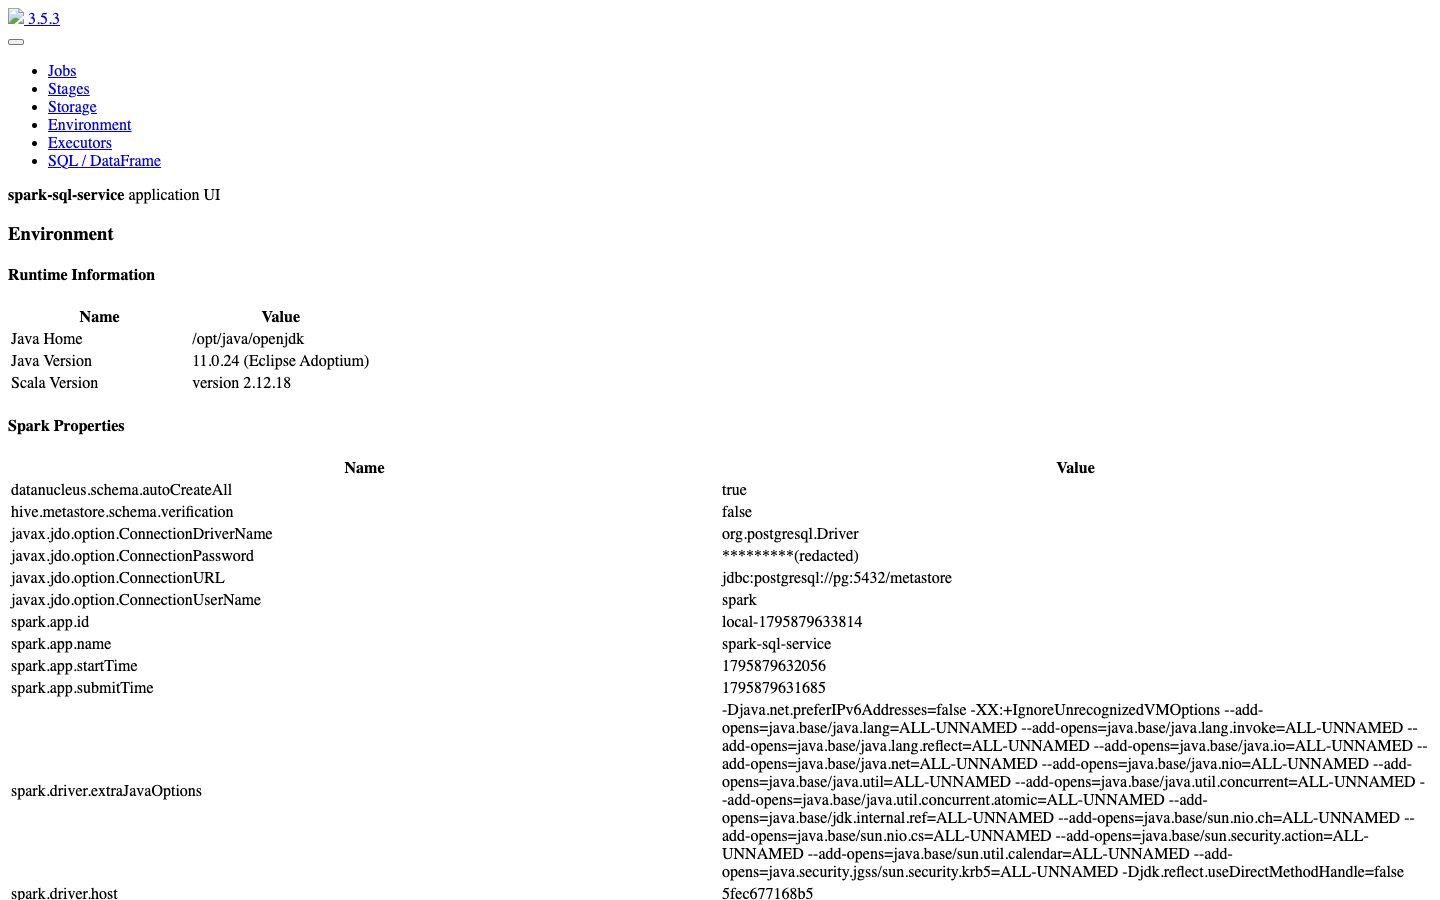 3.5.3
Jobs
Stages
Storage
Environment
Executors
SQL / DataFrame
spark-sql-service application UI
Environment
Runtime Information
Name Value
Java Home /opt/java/openjdk
Java Version 11.0.24 (Eclipse Adoptium)
Scala Version version 2.12.18
Spark Properties
Name Value
datanucleus.schema.autoCreateAll true
hive.metastore.schema.verification false
javax.jdo.option.ConnectionDriverName org.postgresql.Driver
javax.jdo.option.ConnectionPassword *********(redacted)
javax.jdo.option.ConnectionURL jdbc:postgresql://pg:5432/metastore
javax.jdo.option.ConnectionUserName spark
spark.app.id local-1795879633814
spark.app.name spark-sql-service
spark.app.startTime 1795879632056
spark.app.submitTime 1795879631685
spark.driver.extraJavaOptions
-Djava.net.preferIPv6Addresses=false -XX:+IgnoreUnrecognizedVMOptions --add-
opens=java.base/java.lang=ALL-UNNAMED --add-opens=java.base/java.lang.invoke=ALL-UNNAMED --
add-opens=java.base/java.lang.reflect=ALL-UNNAMED --add-opens=java.base/java.io=ALL-UNNAMED --
add-opens=java.base/java.net=ALL-UNNAMED --add-opens=java.base/java.nio=ALL-UNNAMED --add-
opens=java.base/java.util=ALL-UNNAMED --add-opens=java.base/java.util.concurrent=ALL-UNNAMED -
-add-opens=java.base/java.util.concurrent.atomic=ALL-UNNAMED --add-
opens=java.base/jdk.internal.ref=ALL-UNNAMED --add-opens=java.base/sun.nio.ch=ALL-UNNAMED --
add-opens=java.base/sun.nio.cs=ALL-UNNAMED --add-opens=java.base/sun.security.action=ALL-
UNNAMED --add-opens=java.base/sun.util.calendar=ALL-UNNAMED --add-
opens=java.security.jgss/sun.security.krb5=ALL-UNNAMED -Djdk.reflect.useDirectMethodHandle=false
spark.driver.host 5fec677168b5